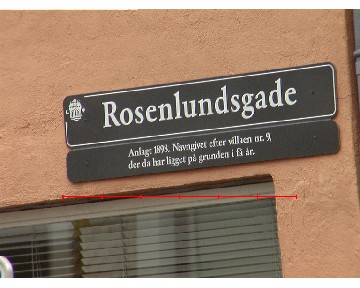 Rosenlundsgade
Anlagt 1893. Navngivet efter villaen nr. 9,
der da har ligget på grunden i få år.